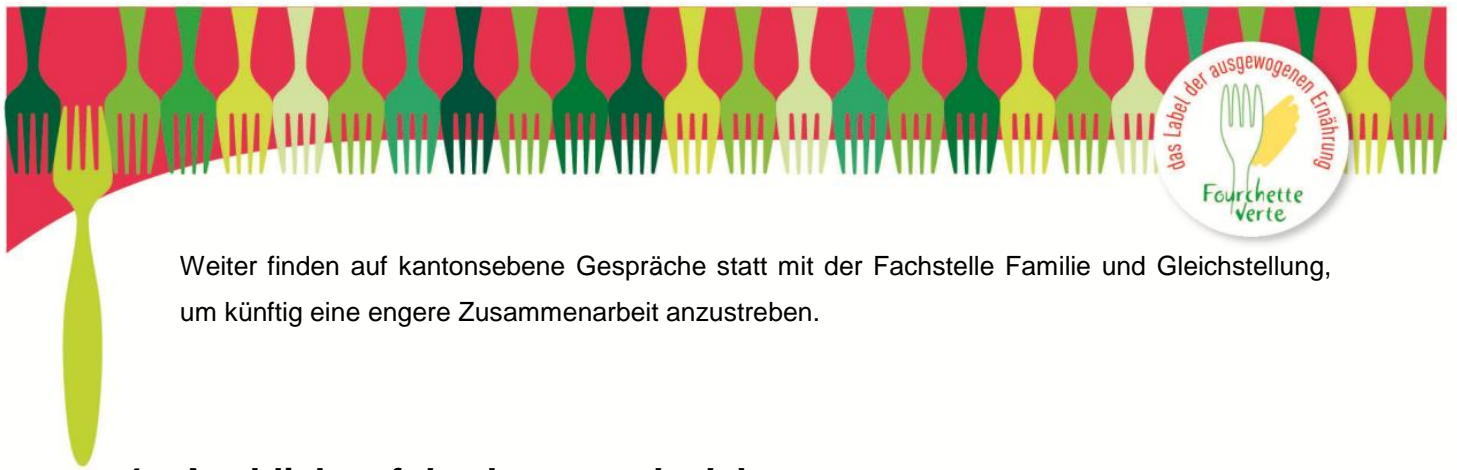 das Label der ausgewogenen Ernährung
Fourchette
verte
Weiter finden auf kantonsebene Gespräche statt mit der Fachstelle Familie und Gleichstellung,
um künftig eine engere Zusammenarbeit anzustreben.